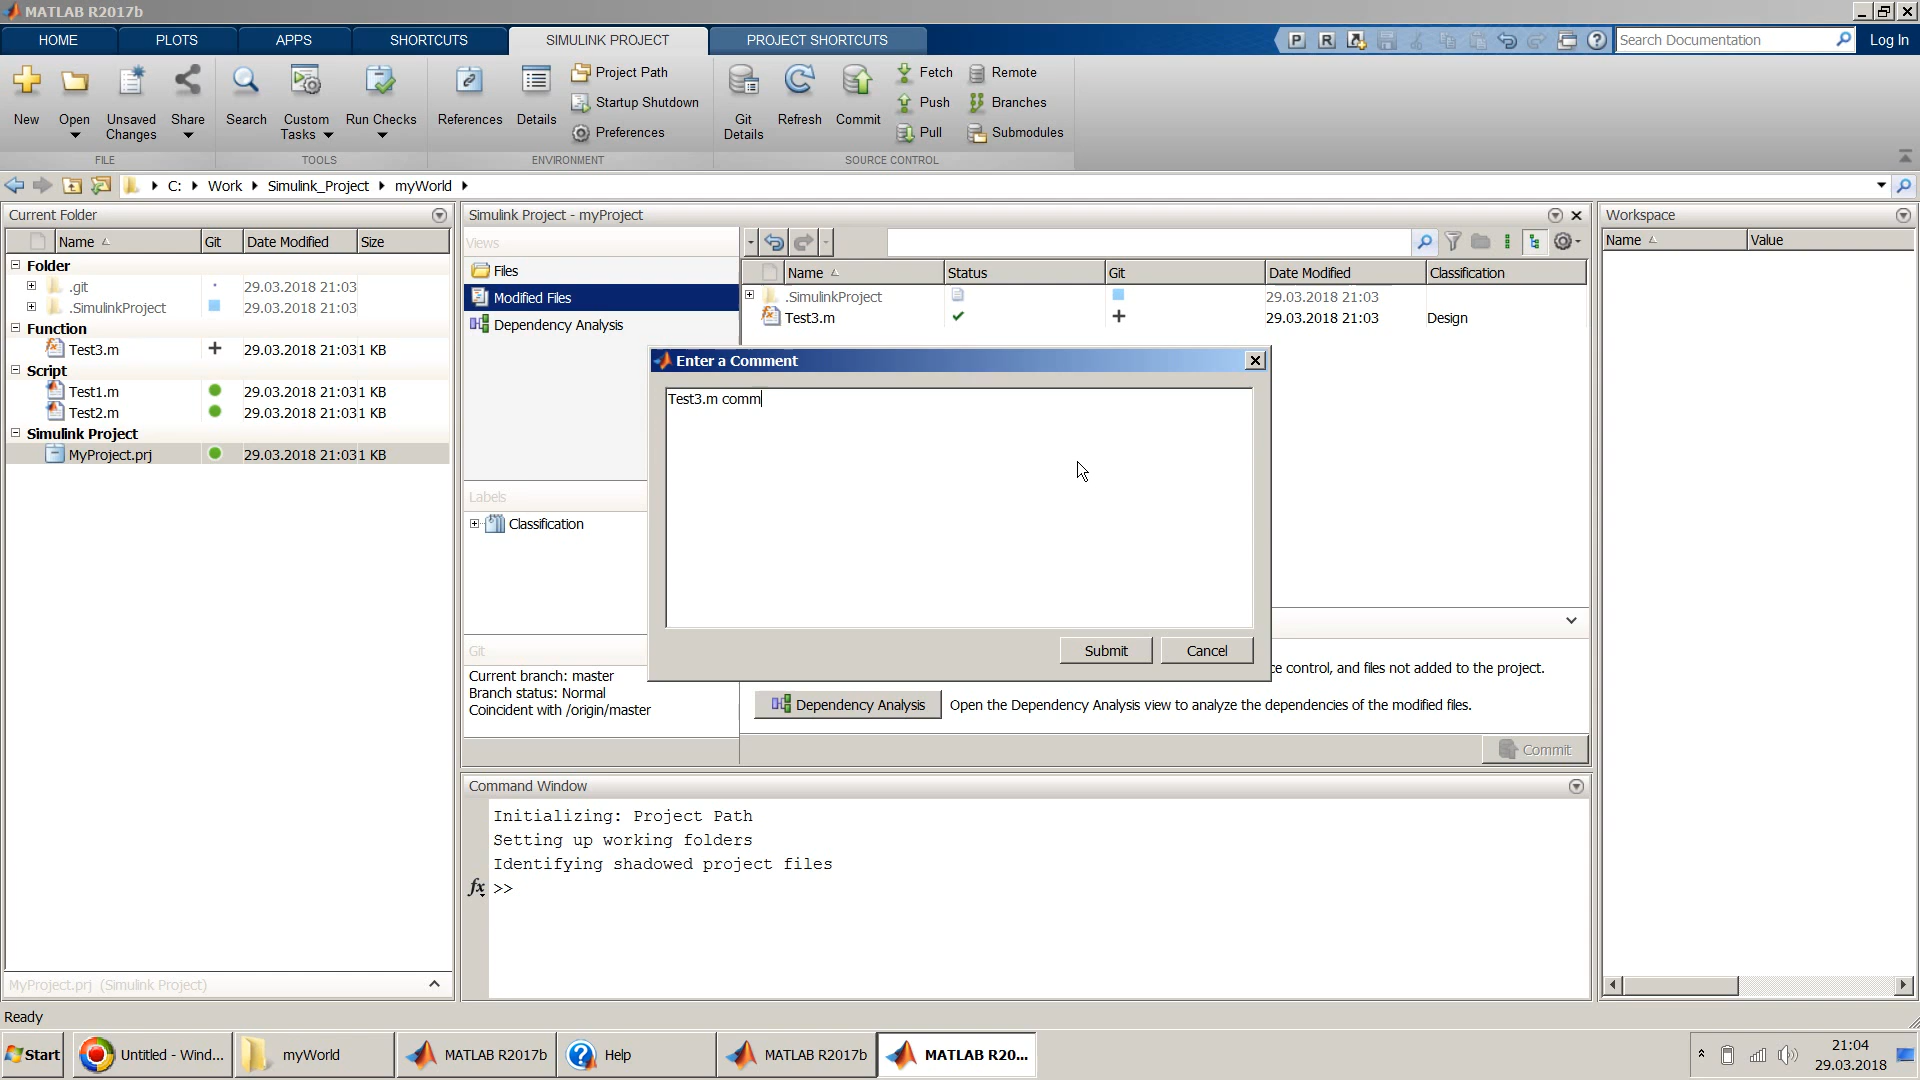 MATLAB R2017b
HOME PLOTS APPS SHORTCUTS SIMULINK PROJECT PROJECT SHORTCUTS
Search Documentation
Log In
New
Open
Unsaved Changes
Share
Search
Custom Tasks
Run Checks
References
Details
Project Path
Startup Shutdown
Preferences
Git Details
Refresh
Commit
Fetch
Push
Pull
Remote
Branches
Submodules
FILE TOOLS ENVIRONMENT SOURCE CONTROL
C: Work Simulink_Project myWorld
Current Folder
Name Git Date Modified Size
Folder
.git 29.03.2018 21:03
.SimulinkProject 29.03.2018 21:03
Function
Test3.m 29.03.2018 21:03 1 KB
Script
Test1.m 29.03.2018 21:03 1 KB
Test2.m 29.03.2018 21:03 1 KB
Simulink Project
MyProject.prj 29.03.2018 21:03 1 KB
MyProject.prj (Simulink Project)
Simulink Project - myProject
Views
Files
Modified Files
Dependency Analysis
Labels
Classification
Git
Current branch: master
Branch status: Normal
Coincident with /origin/master
Name Status Git Date Modified Classification
.SimulinkProject 29.03.2018 21:03
Test3.m 29.03.2018 21:03 Design
Enter a Comment
Test3.m comm
Submit Cancel
ce control, and files not added to the project.
Dependency Analysis Open the Dependency Analysis view to analyze the dependencies of the modified files.
Commit
Command Window
Initializing: Project Path
Setting up working folders
Identifying shadowed project files
fx >>
Workspace
Name Value
Ready
Start Untitled - Wind... myWorld MATLAB R2017b Help MATLAB R2017b MATLAB R20...
21:04
29.03.2018